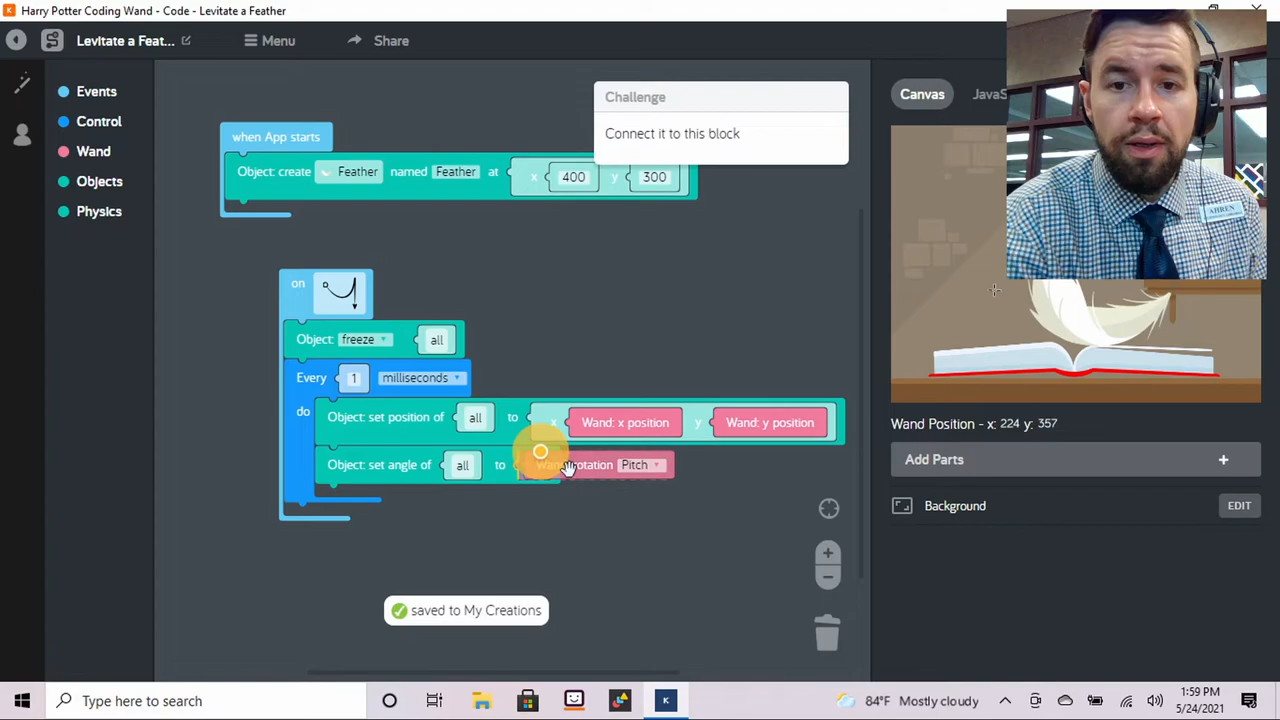 Harry Potter Coding Wand - Code - Levitate a Feather
Levitate a Feat...
Menu
Share
Events
Control
Wand
Objects
Physics
when App starts
Object: create Feather named Feather at x 400 y 300
Challenge
Connect it to this block
on
Object: freeze all
Every 1 milliseconds
do
Object: set position of all to x Wand: x position y Wand: y position
Object: set angle of all to Wand: rotation Pitch
saved to My Creations
Canvas
AHREN
Wand Position - x: 224 y: 357
Add Parts
Background
EDIT
Type here to search
84°F Mostly cloudy
1:59 PM
5/24/2021